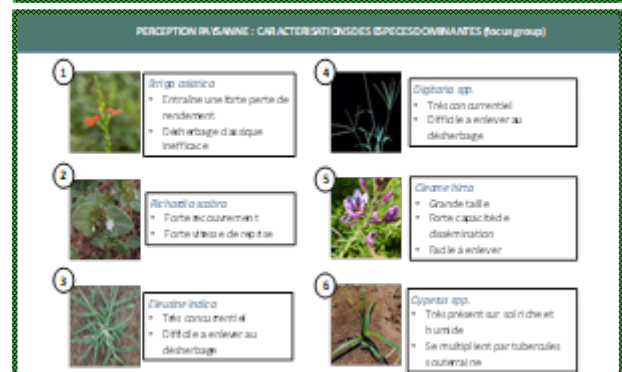 PERCEPTION PAYSANNE : CARACTERISATIONS DES ESPECES DOMINANTES (focus group)
1
Striga asiatica
• Entraîne une forte perte de
rendement
• Désherbage classique
inefficace
2
Richardia scabra
• Forte recouvrement
• Forte vitesse de reprise
3
Eleusine indica
• Très concurrentiel
• Difficile a enlever au
désherbage
4
Digitaria spp.
• Très concurrentiel
• Difficile a enlever au
désherbage
5
Cleome hirta
• Grande taille
• Forte capacité de
dissémination
• Facile à enlever
6
Cyperus spp.
• Très présent sur sol riche et
humide
• Se multiplient par tubercules
souterraine